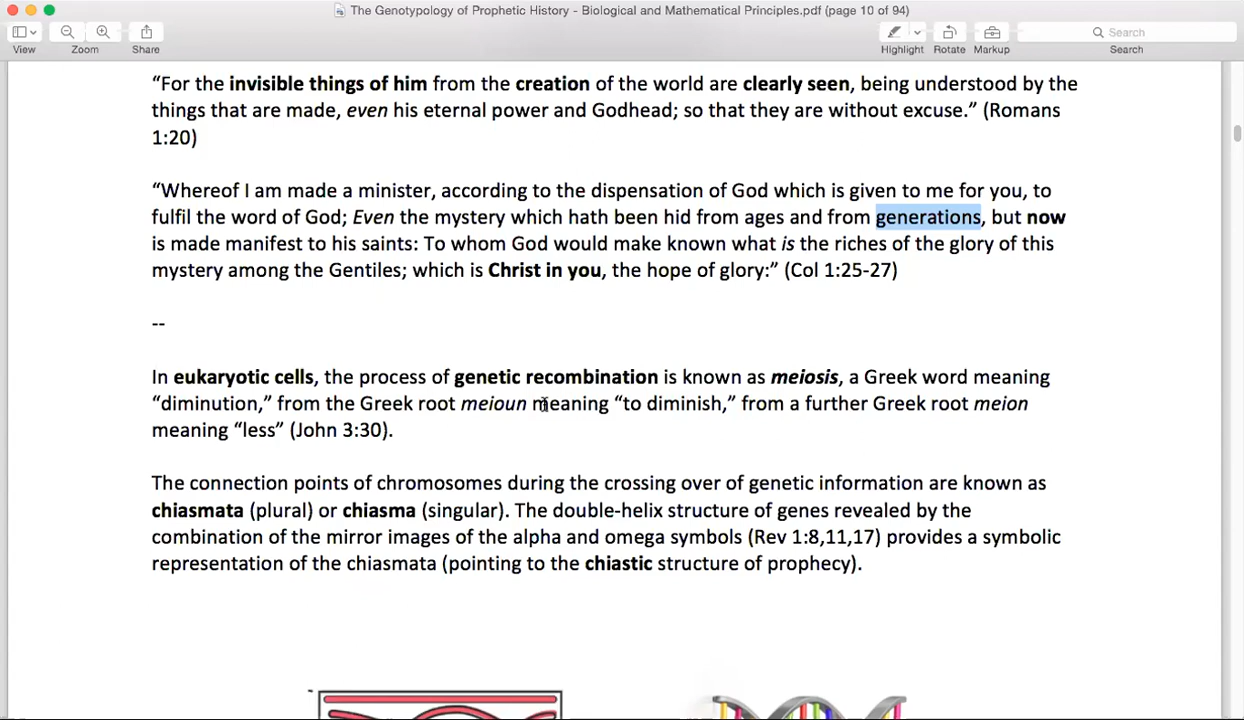 The Genotypology of Prophetic History - Biological and Mathematical Principles.pdf (page 10 of 94)
Search
View
Zoom
Share
Highlight
Rotate
Markup
Search
“For the invisible things of him from the creation of the world are clearly seen, being understood by the
things that are made, even his eternal power and Godhead; so that they are without excuse.” (Romans
1:20)
“Whereof I am made a minister, according to the dispensation of God which is given to me for you, to
fulfil the word of God; Even the mystery which hath been hid from ages and from generations, but now
is made manifest to his saints: To whom God would make known what is the riches of the glory of this
mystery among the Gentiles; which is Christ in you, the hope of glory:” (Col 1:25-27)
--
In eukaryotic cells, the process of genetic recombination is known as meiosis, a Greek word meaning
“diminution,” from the Greek root meioun meaning “to diminish,” from a further Greek root meion
meaning “less” (John 3:30).
The connection points of chromosomes during the crossing over of genetic information are known as
chiasmata (plural) or chiasma (singular). The double-helix structure of genes revealed by the
combination of the mirror images of the alpha and omega symbols (Rev 1:8,11,17) provides a symbolic
representation of the chiasmata (pointing to the chiastic structure of prophecy).